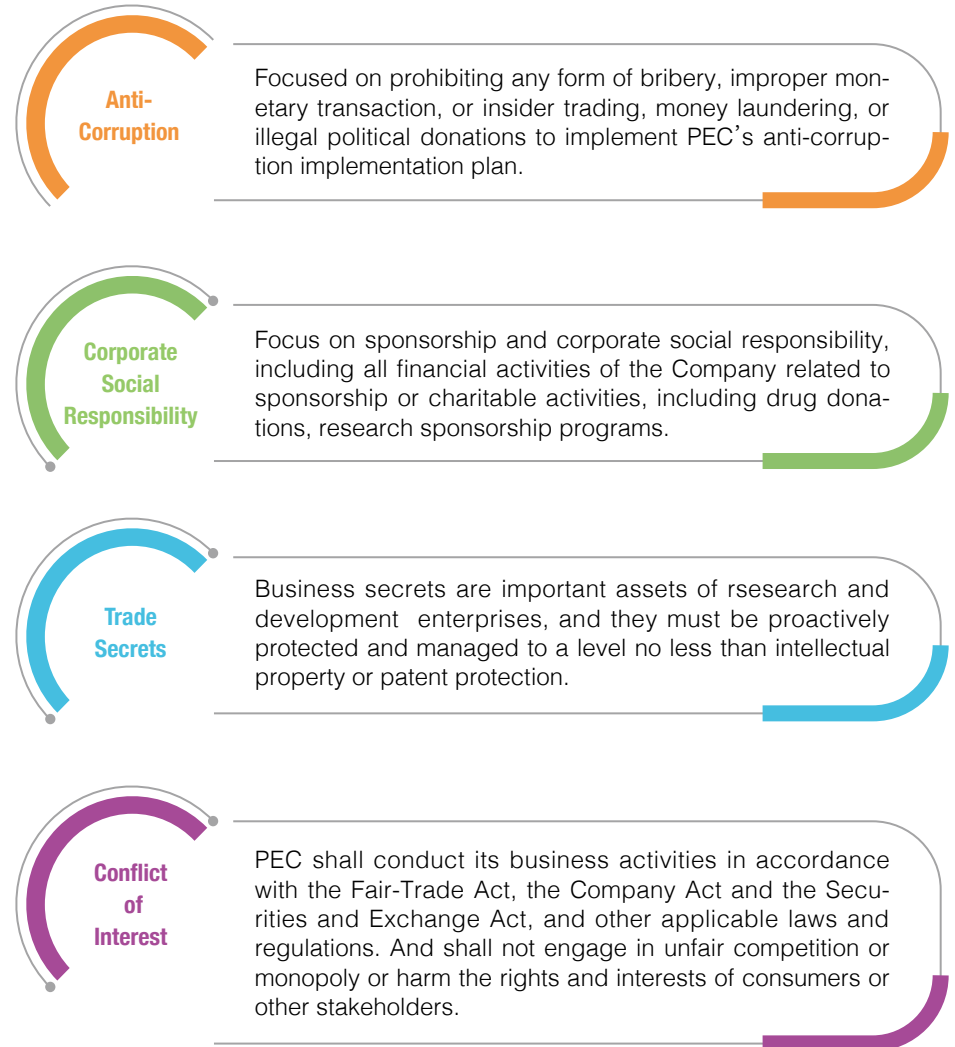 Anti-
Corruption
Focused on prohibiting any form of bribery, improper mon-
etary transaction, or insider trading, money laundering, or
illegal political donations to implement PEC's anti-corrup-
tion implementation plan.
Corporate
Social
Responsibility
Focus on sponsorship and corporate social responsibility,
including all financial activities of the Company related to
sponsorship or charitable activities, including drug dona-
tions, research sponsorship programs.
Trade
Secrets
Business secrets are important assets of rsesearch and
development enterprises, and they must be proactively
protected and managed to a level no less than intellectual
property or patent protection.
Conflict
of
Interest
PEC shall conduct its business activities in accordance
with the Fair-Trade Act, the Company Act and the Secu-
rities and Exchange Act, and other applicable laws and
regulations. And shall not engage in unfair competition or
monopoly or harm the rights and interests of consumers or
other stakeholders.